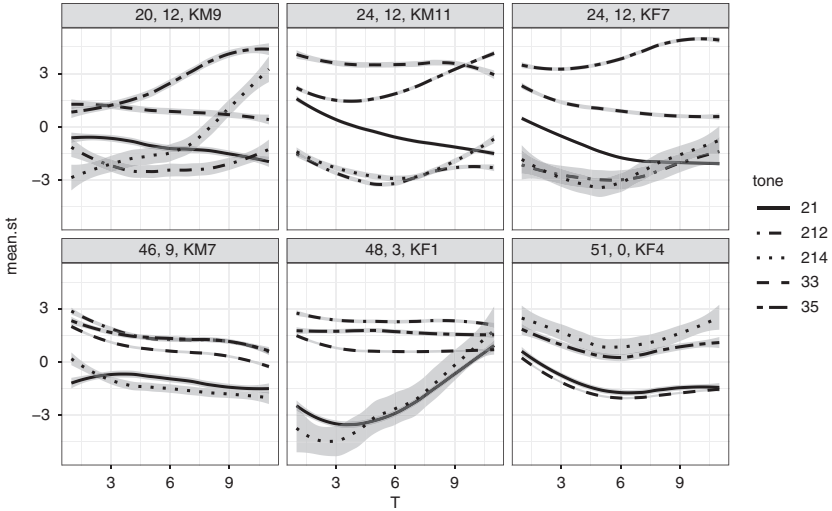 20, 12, KM9
24, 12, KM11
24, 12, KF7
3
0
−3
46, 9, KM7
48, 3, KF1
51, 0, KF4
3
0
−3
3 6 9
3 6 9
3 6 9
T
mean.st
tone
21
212
214
33
35